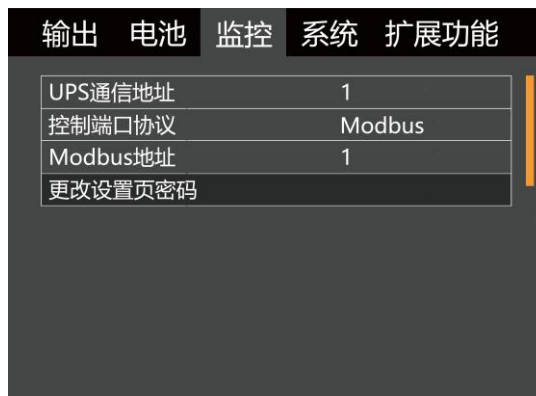 输出 电池 监控 系统 扩展功能
UPS通信地址 1
控制端口协议 Modbus
Modbus地址 1
更改设置页密码